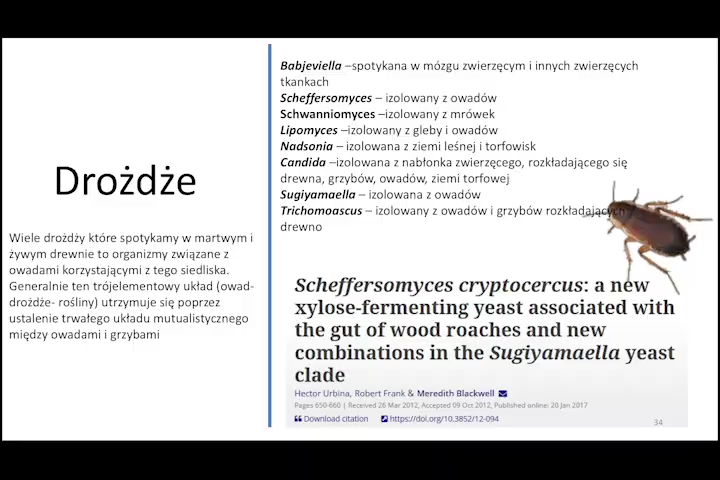 Drożdże
Wiele drożdży które spotykamy w martwym i
żywym drewnie to organizmy związane z
owadami korzystającymi z tego siedliska.
Generalnie ten trójelementowy układ (owad-
drożdże- rośliny) utrzymuje się poprzez
ustalenie trwałego układu mutualistycznego
między owadami i grzybami
Babjeviella –spotykana w mózgu zwierzęcym i innych zwierzęcych
tkankach
Scheffersomyces – izolowany z owadów
Schwanniomyces –izolowany z mrówek
Lipomyces –izolowany z gleby i owadów
Nadsonia – izolowana z ziemi leśnej i torfowisk
Candida –izolowana z nabłonka zwierzęcego, rozkładającego się
drewna, grzybów, owadów, ziemi torfowej
Sugiyamaella – izolowana z owadów
Trichomoascus – izolowany z owadów i grzybów rozkładających
drewno
Scheffersomyces cryptocercus: a new
xylose-fermenting yeast associated with
the gut of wood roaches and new
combinations in the Sugiyamaella yeast
clade
Hector Urbina, Robert Frank & Meredith Blackwell
Pages 650-660 | Received 26 Mar 2012, Accepted 09 Oct 2012, Published online: 20 Jan 2017
Download citation https://doi.org/10.3852/12-094
34